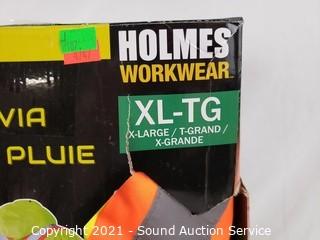 HOLMES
WORKWEAR
XL-TG
X-LARGE / T-GRAND /
X-GRANDE
VIA
PLUIE
Copyright 2021 - Sound Auction Service